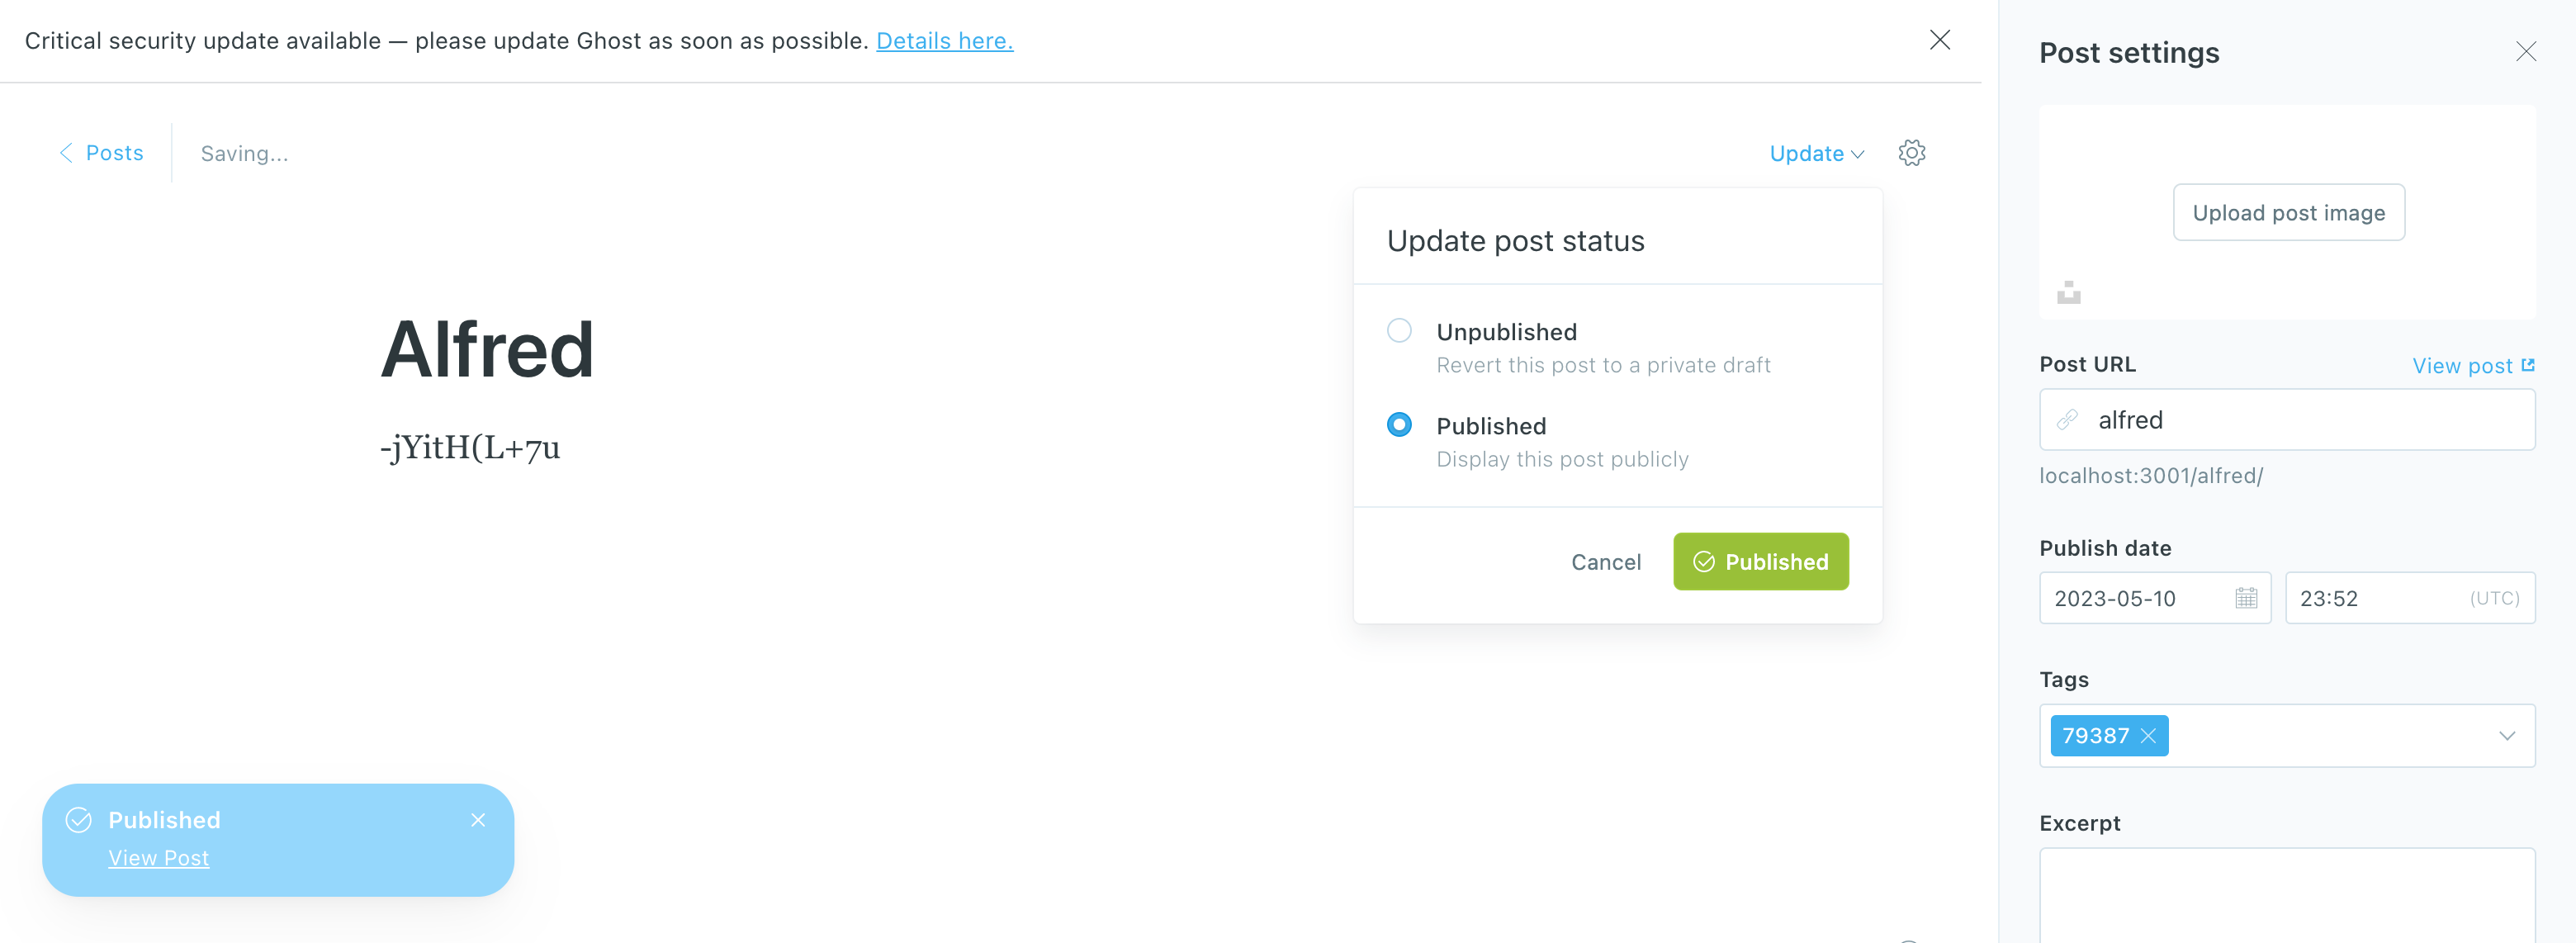 Critical security update available — please update Ghost as soon as possible. Details here.
Posts
Saving...
Update
Alfred
-jYitH(L+7u
Update post status
Unpublished
Revert this post to a private draft
Published
Display this post publicly
Cancel
Published
Published
View Post
Post settings
Upload post image
Post URL
View post
alfred
localhost:3001/alfred/
Publish date
2023-05-10
23:52
(UTC)
Tags
79387
Excerpt